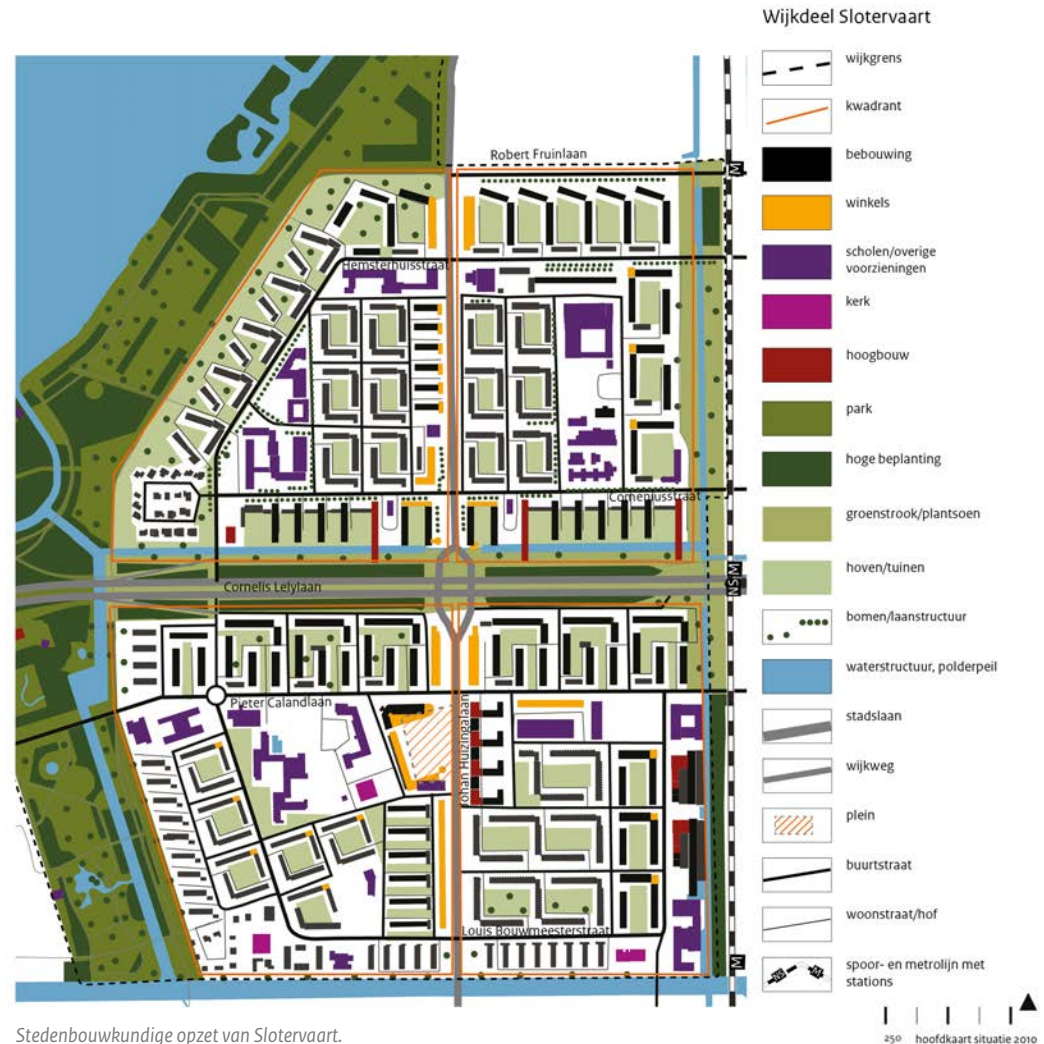 Wijkdeel Slotervaart
wijkgrens
kwadrant
bebouwing
winkels
scholen/overige
voorzieningen
kerk
hoogbouw
park
hoge beplanting
groenstrook/plantsoen
hoven/tuinen
bomen/laanstructuur
waterstructuur, polderpeil
stadslaan
wijkweg
plein
buurtstraat
woonstraat/hof
NS M
spoor- en metrolijn met
stations
250 hoofdkaart situatie 2010
Robert Fruinlaan
M
Hemsterhuisstraat
Comeniusstraat
NS M
Cornelis Lelylaan
Pieter Calandlaan
Johan Huizingalaan
Louis Bouwmeesterstraat
M
Stedenbouwkundige opzet van Slotervaart.